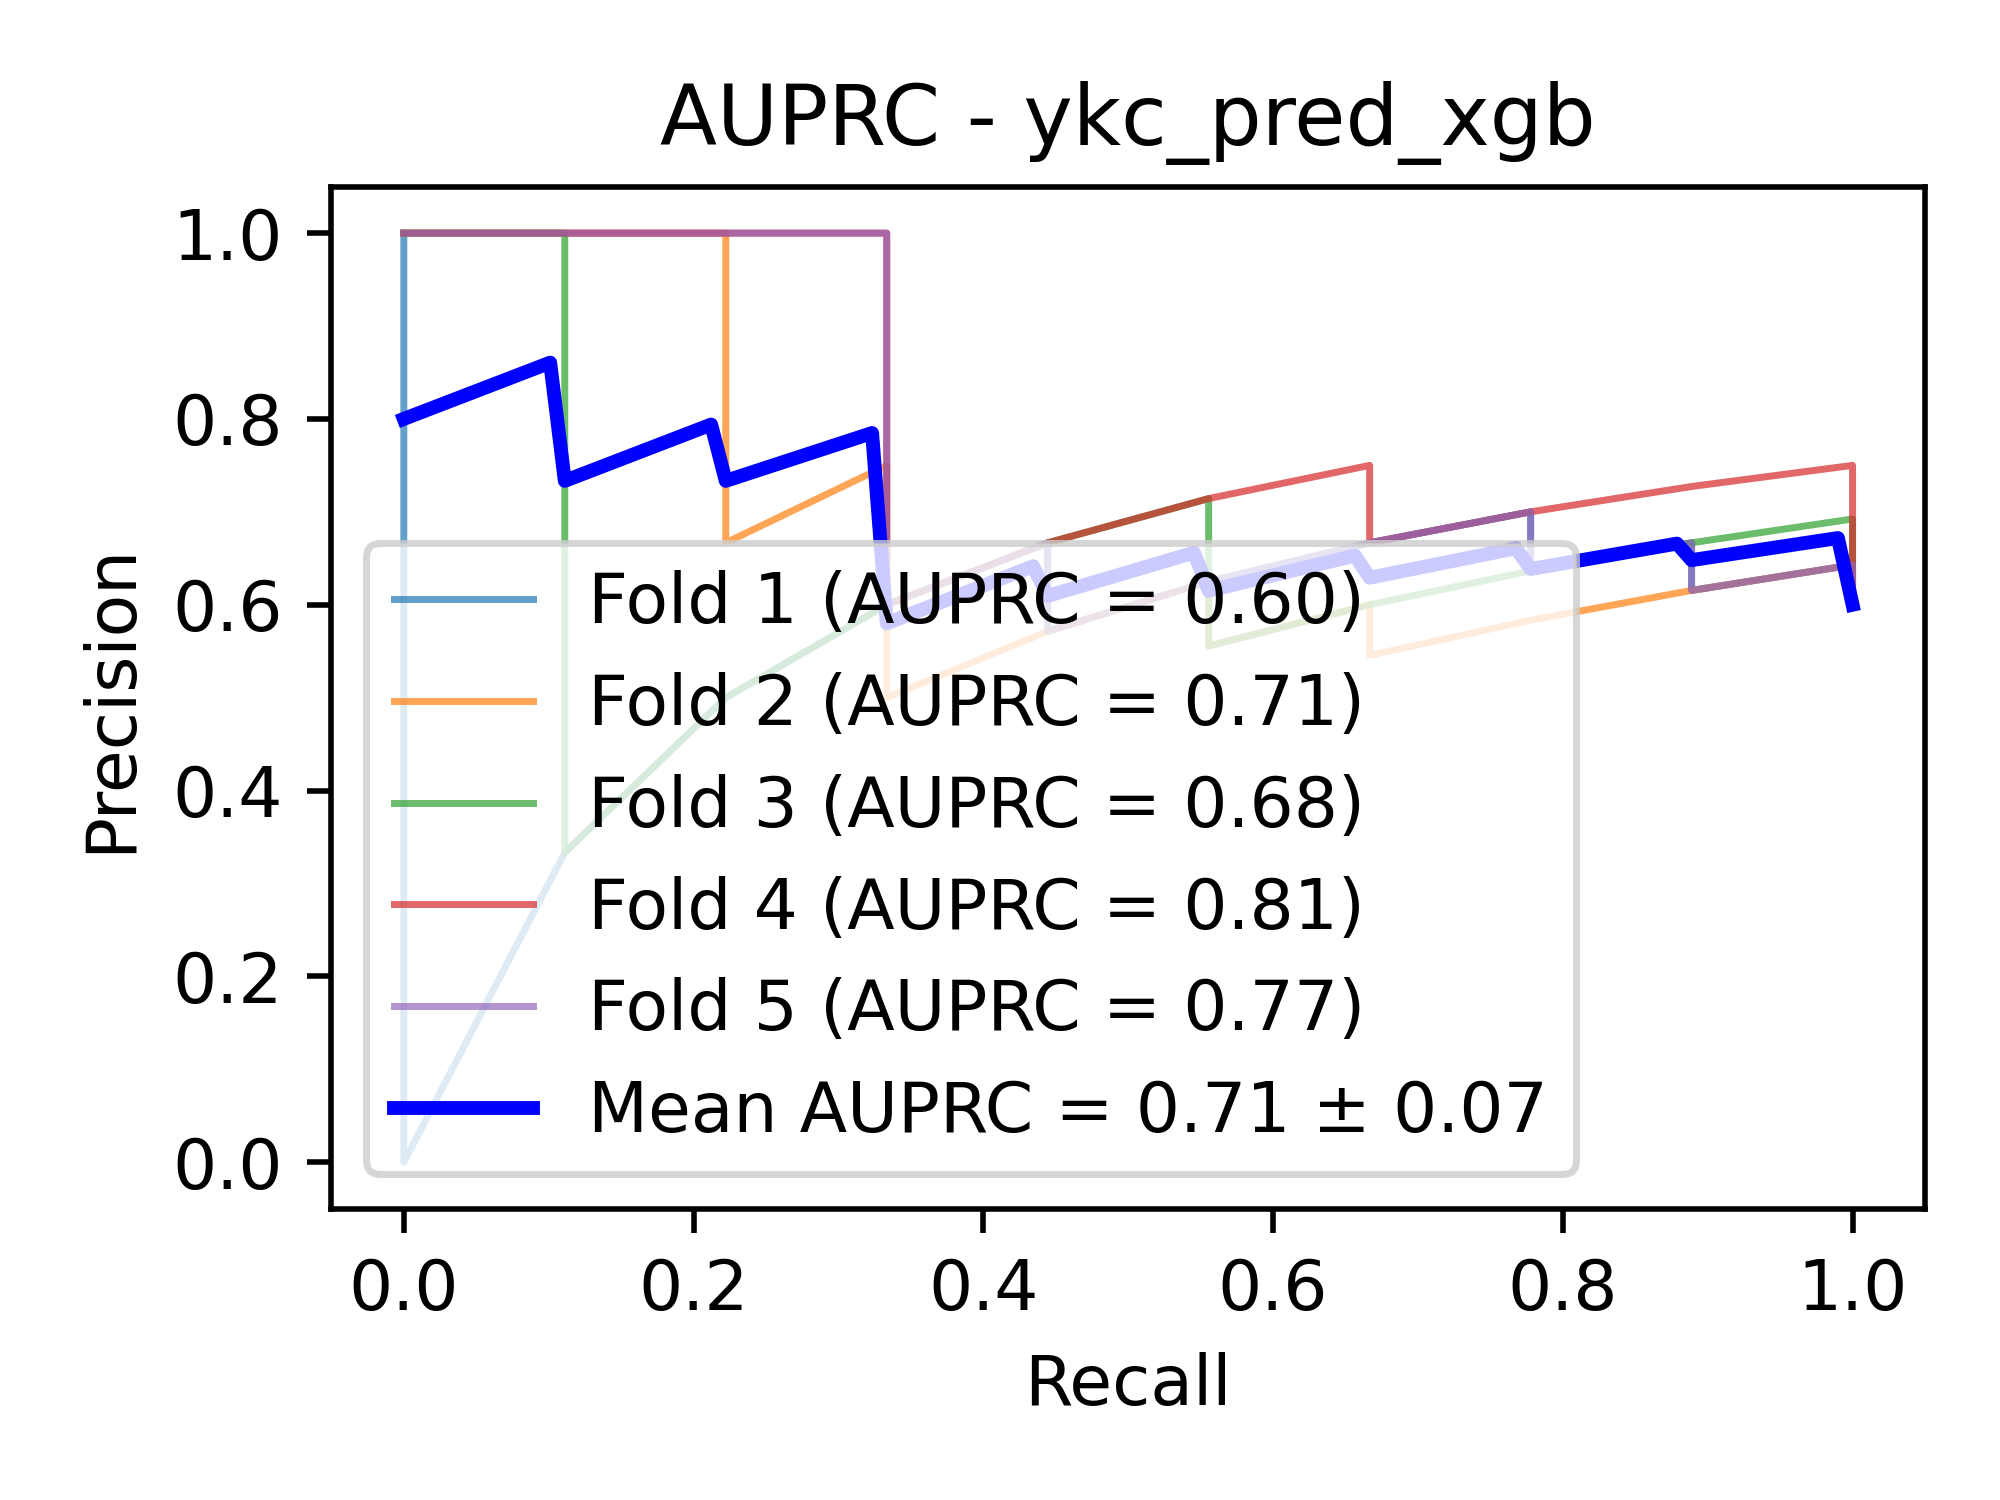 AUPRC - ykc_pred_xgb
1.0
0.8
0.6
0.4
0.2
0.0
Precision
Fold 1 (AUPRC = 0.60)
Fold 2 (AUPRC = 0.71)
Fold 3 (AUPRC = 0.68)
Fold 4 (AUPRC = 0.81)
Fold 5 (AUPRC = 0.77)
Mean AUPRC = 0.71 ± 0.07
0.0 0.2 0.4 0.6 0.8 1.0
Recall